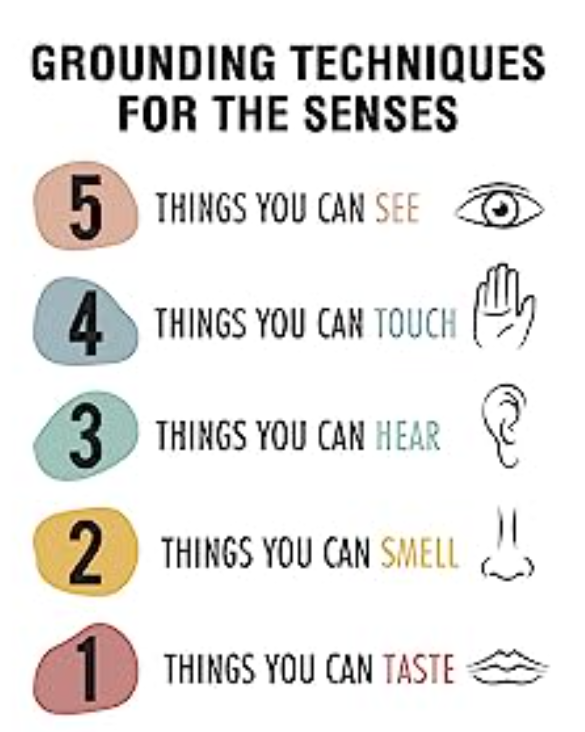 GROUNDING TECHNIQUES
FOR THE SENSES
5 THINGS YOU CAN SEE
4 THINGS YOU CAN TOUCH
3 THINGS YOU CAN HEAR
2 THINGS YOU CAN SMELL
1 THINGS YOU CAN TASTE